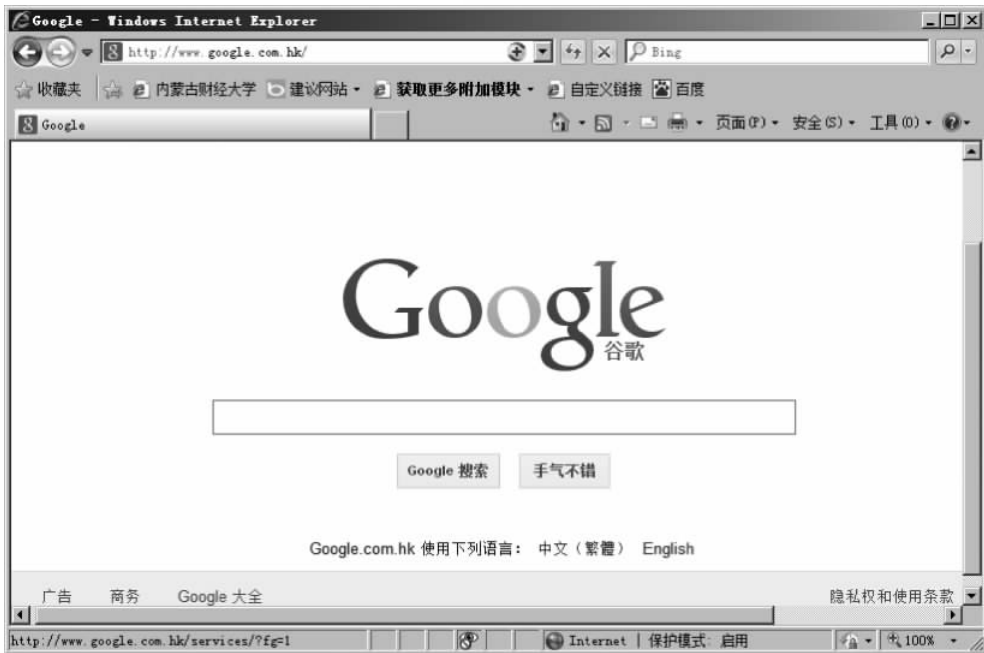 Google - Windows Internet Explorer
http://www.google.com.hk/ Bing
收藏夹 内蒙古财经大学 建议网站 获取更多附加模块 自定义链接 百度
Google 页面(P) 安全(S) 工具(O)
Google
谷歌
Google 搜索 手气不错
Google.com.hk 使用下列语言： 中文（繁體） English
广告 商务 Google 大全 隐私权和使用条款
http://www.google.com.hk/services/?fg=1 Internet | 保护模式: 启用 100%